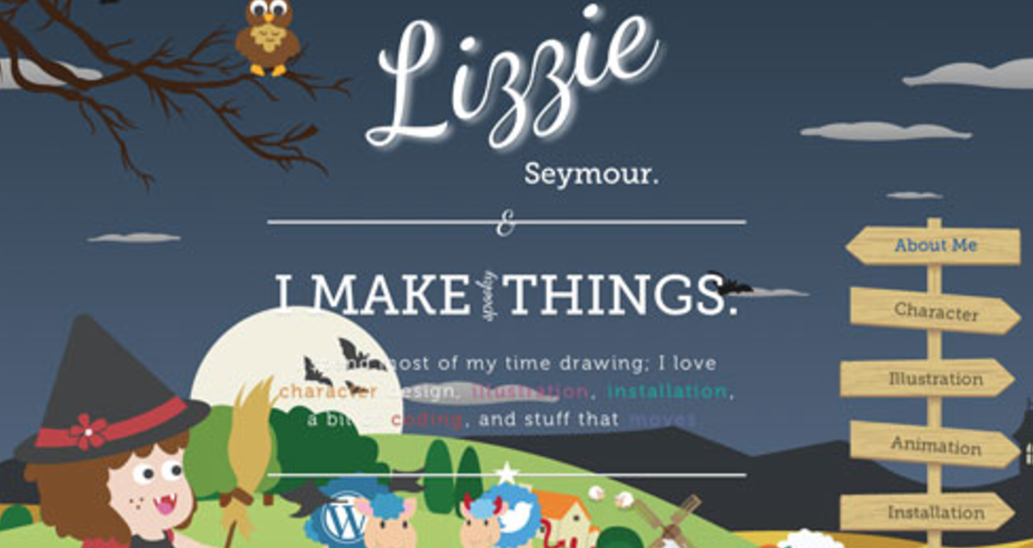 Lizzie
Seymour.
&
I MAKE spooky THINGS.
most of my time drawing; I love
character design, illustration, installation,
a bit coding, and stuff that moves
About Me
Character
Illustration
Animation
Installation